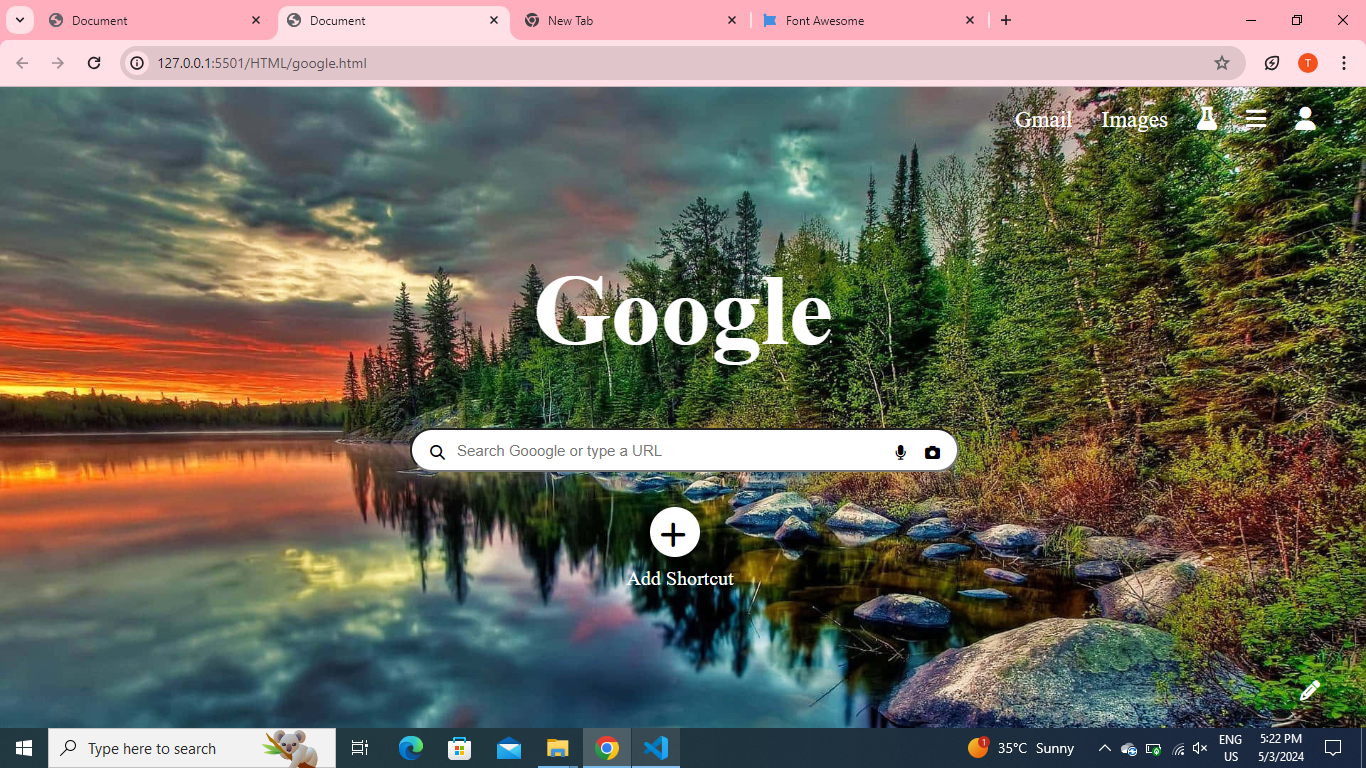 Document
Document
New Tab
Font Awesome
127.0.0.1:5501/HTML/google.html
T
Gmail
Images
Google
Search Gooogle or type a URL
Add Shortcut
Type here to search
1
35°C Sunny
ENG
US
5:22 PM
5/3/2024